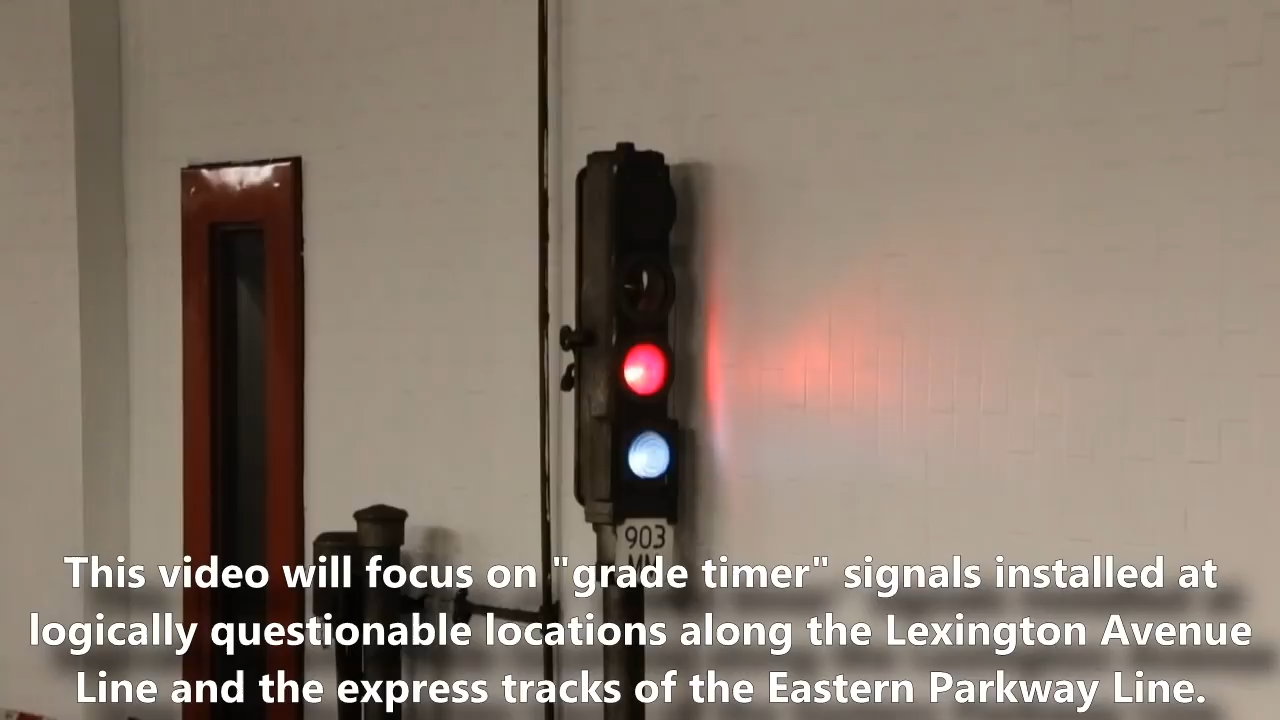 903
This video will focus on "grade timer" signals installed at
logically questionable locations along the Lexington Avenue
Line and the express tracks of the Eastern Parkway Line.